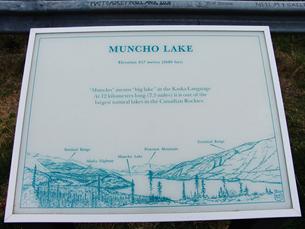 MUNCHO LAKE
Elevation 817 metres (2680 feet)
"Muncho" means "big lake" in the Kaska Language
At 12 kilometres long (7.5 miles) it is one of the
largest natural lakes in the Canadian Rockies
Terminal Range
Sentinel Range
Peterson Mountain
Muncho Lake
Alaska Highway